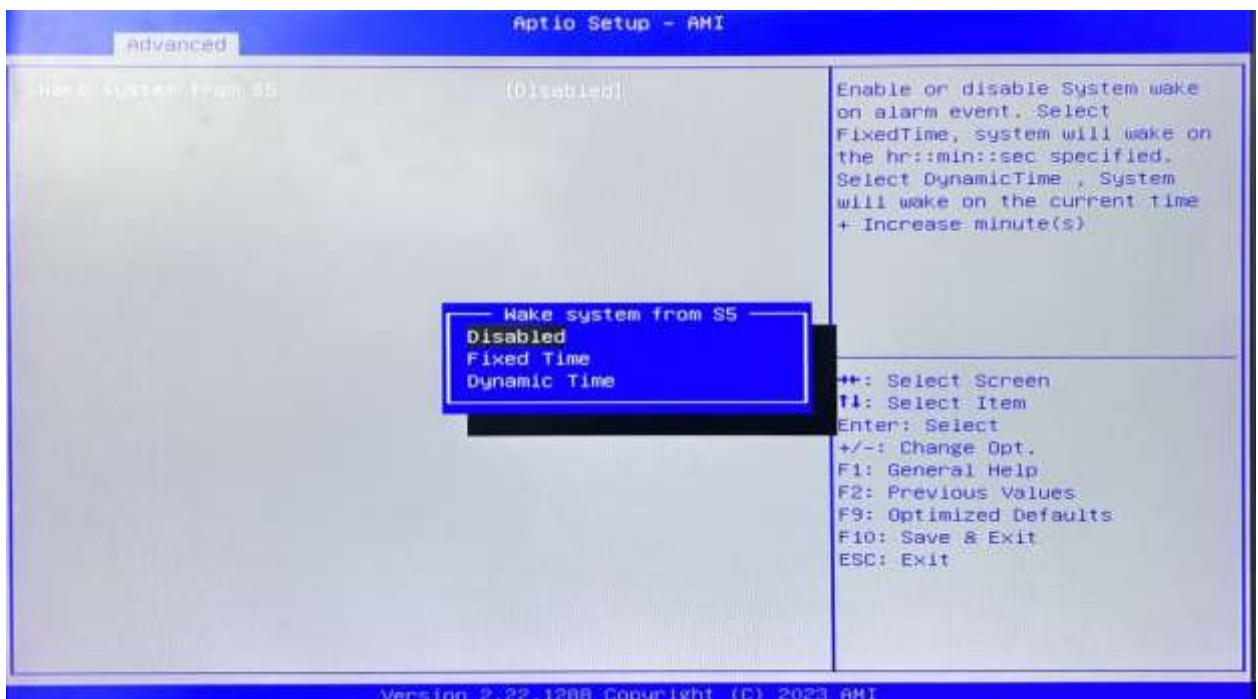 Aptio Setup - AMI
Advanced
Wake system from S5 [Disabled]
Enable or disable System wake
on alarm event. Select
FixedTime, system will wake on
the hr::min::sec specified.
Select DynamicTime , System
will wake on the current time
+ Increase minute(s)
Wake system from S5
Disabled
Fixed Time
Dynamic Time
→←: Select Screen
↑↓: Select Item
Enter: Select
+/-: Change Opt.
F1: General Help
F2: Previous Values
F9: Optimized Defaults
F10: Save & Exit
ESC: Exit
Version 2.22.1288 Copyright (C) 2023 AMI